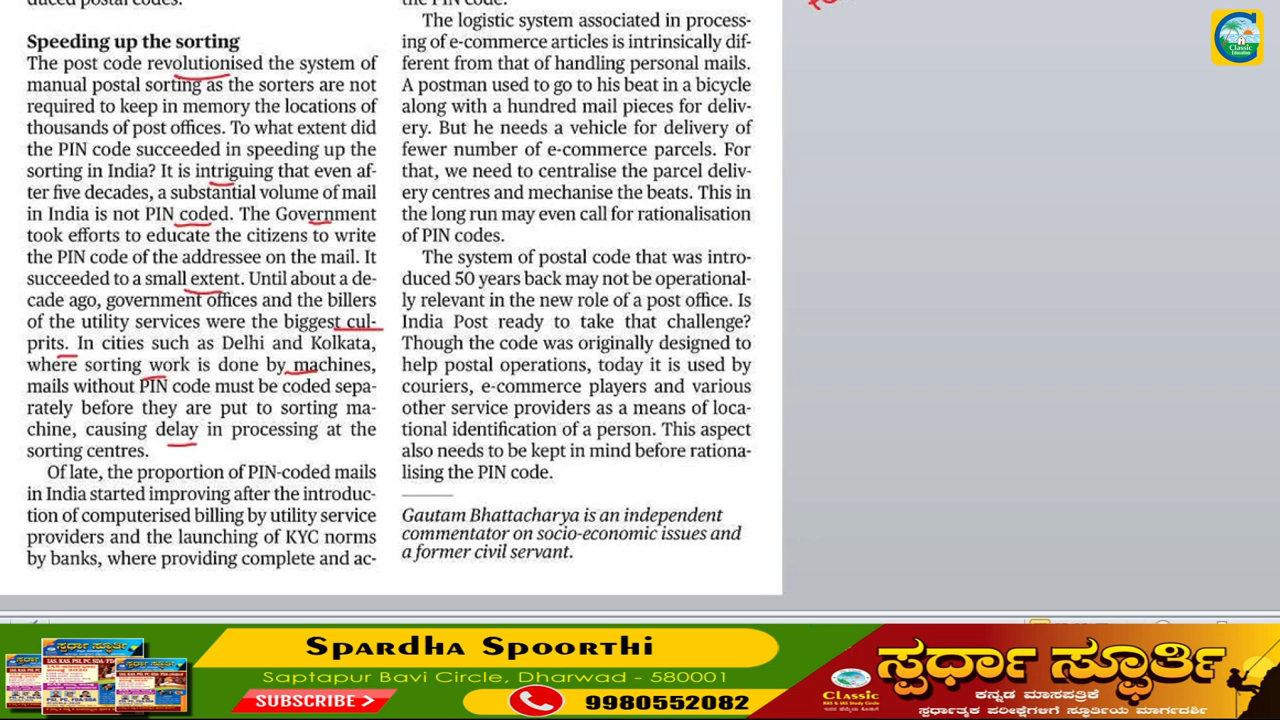 duced postal codes.
Speeding up the sorting
The post code revolutionised the system of
manual postal sorting as the sorters are not
required to keep in memory the locations of
thousands of post offices. To what extent did
the PIN code succeeded in speeding up the
sorting in India? It is intriguing that even af-
ter five decades, a substantial volume of mail
in India is not PIN coded. The Government
took efforts to educate the citizens to write
the PIN code of the addressee on the mail. It
succeeded to a small extent. Until about a de-
cade ago, government offices and the billers
of the utility services were the biggest cul-
prits. In cities such as Delhi and Kolkata,
where sorting work is done by machines,
mails without PIN code must be coded sepa-
rately before they are put to sorting ma-
chine, causing delay in processing at the
sorting centres.
Of late, the proportion of PIN-coded mails
in India started improving after the introduc-
tion of computerised billing by utility service
providers and the launching of KYC norms
by banks, where providing complete and ac-
the PIN code.
The logistic system associated in process-
ing of e-commerce articles is intrinsically dif-
ferent from that of handling personal mails.
A postman used to go to his beat in a bicycle
along with a hundred mail pieces for deliv-
ery. But he needs a vehicle for delivery of
fewer number of e-commerce parcels. For
that, we need to centralise the parcel deliv-
ery centres and mechanise the beats. This in
the long run may even call for rationalisation
of PIN codes.
The system of postal code that was intro-
duced 50 years back may not be operational-
ly relevant in the new role of a post office. Is
India Post ready to take that challenge?
Though the code was originally designed to
help postal operations, today it is used by
couriers, e-commerce players and various
other service providers as a means of loca-
tional identification of a person. This aspect
also needs to be kept in mind before rationa-
lising the PIN code.
Gautam Bhattacharya is an independent
commentator on socio-economic issues and
a former civil servant.
Classic
Education
Spardha Spoorthi
Saptapur Bavi Circle, Dharwad - 580001
SUBSCRIBE >
9980552082
ಸ್ಪರ್ಧಾ ಸ್ಫೂರ್ತಿ
ಕನ್ನಡ ಮಾಸಪತ್ರಿಕೆ
ಸ್ಪರ್ಧಾತ್ಮಕ ಪರೀಕ್ಷೆಗಳಿಗೆ ಸ್ಫೂರ್ತಿಯ ಮಾರ್ಗದರ್ಶಿ
Classic
KAS & IAS Study Circle